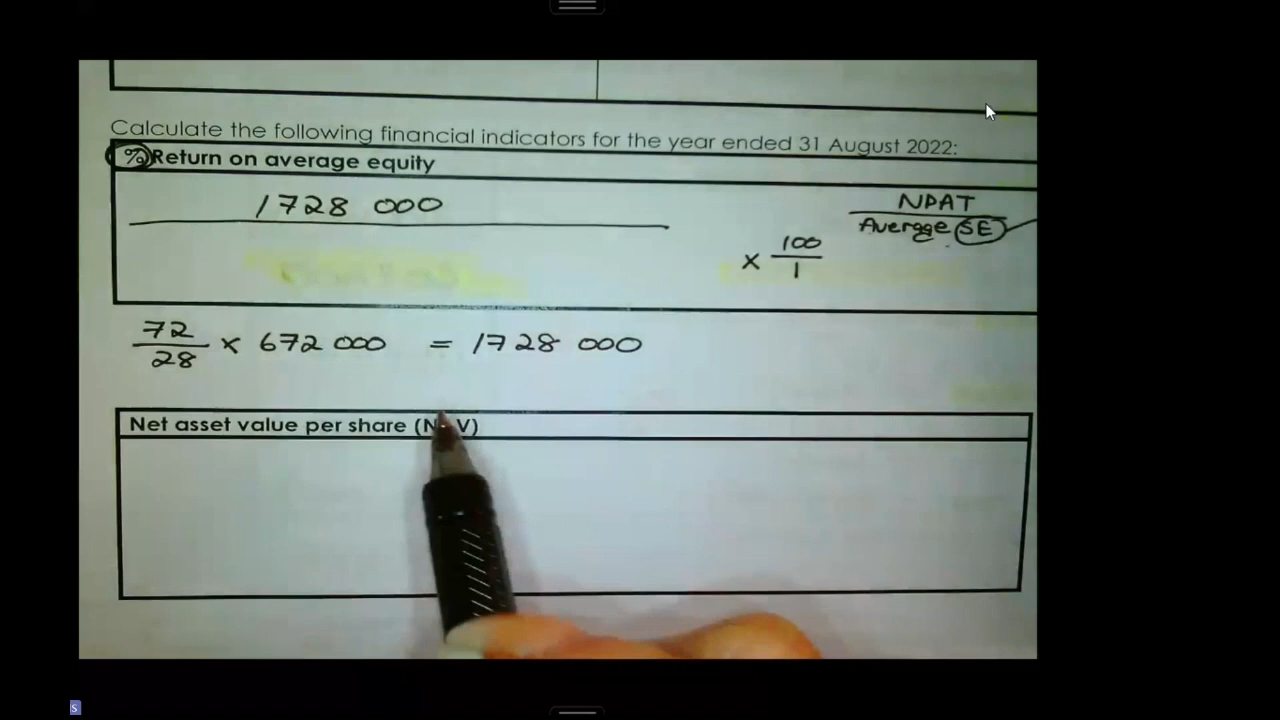 Calculate the following financial indicators for the year ended 31 August 2022:
% Return on average equity
1728 000
NPAT
Average SE
x 100
1
72
28 x 672 000 = 1728 000
Net asset value per share (N V)
s